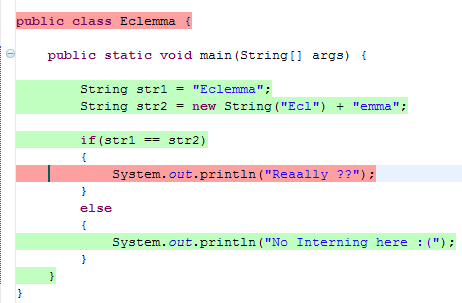 public class Eclemma {
public static void main(String[] args) {
String str1 = "Eclemma";
String str2 = new String("Ecl") + "emma";
if(str1 == str2)
{
System.out.println("Reaally ??");
}
else
{
System.out.println("No Interning here :(");
}
}
}